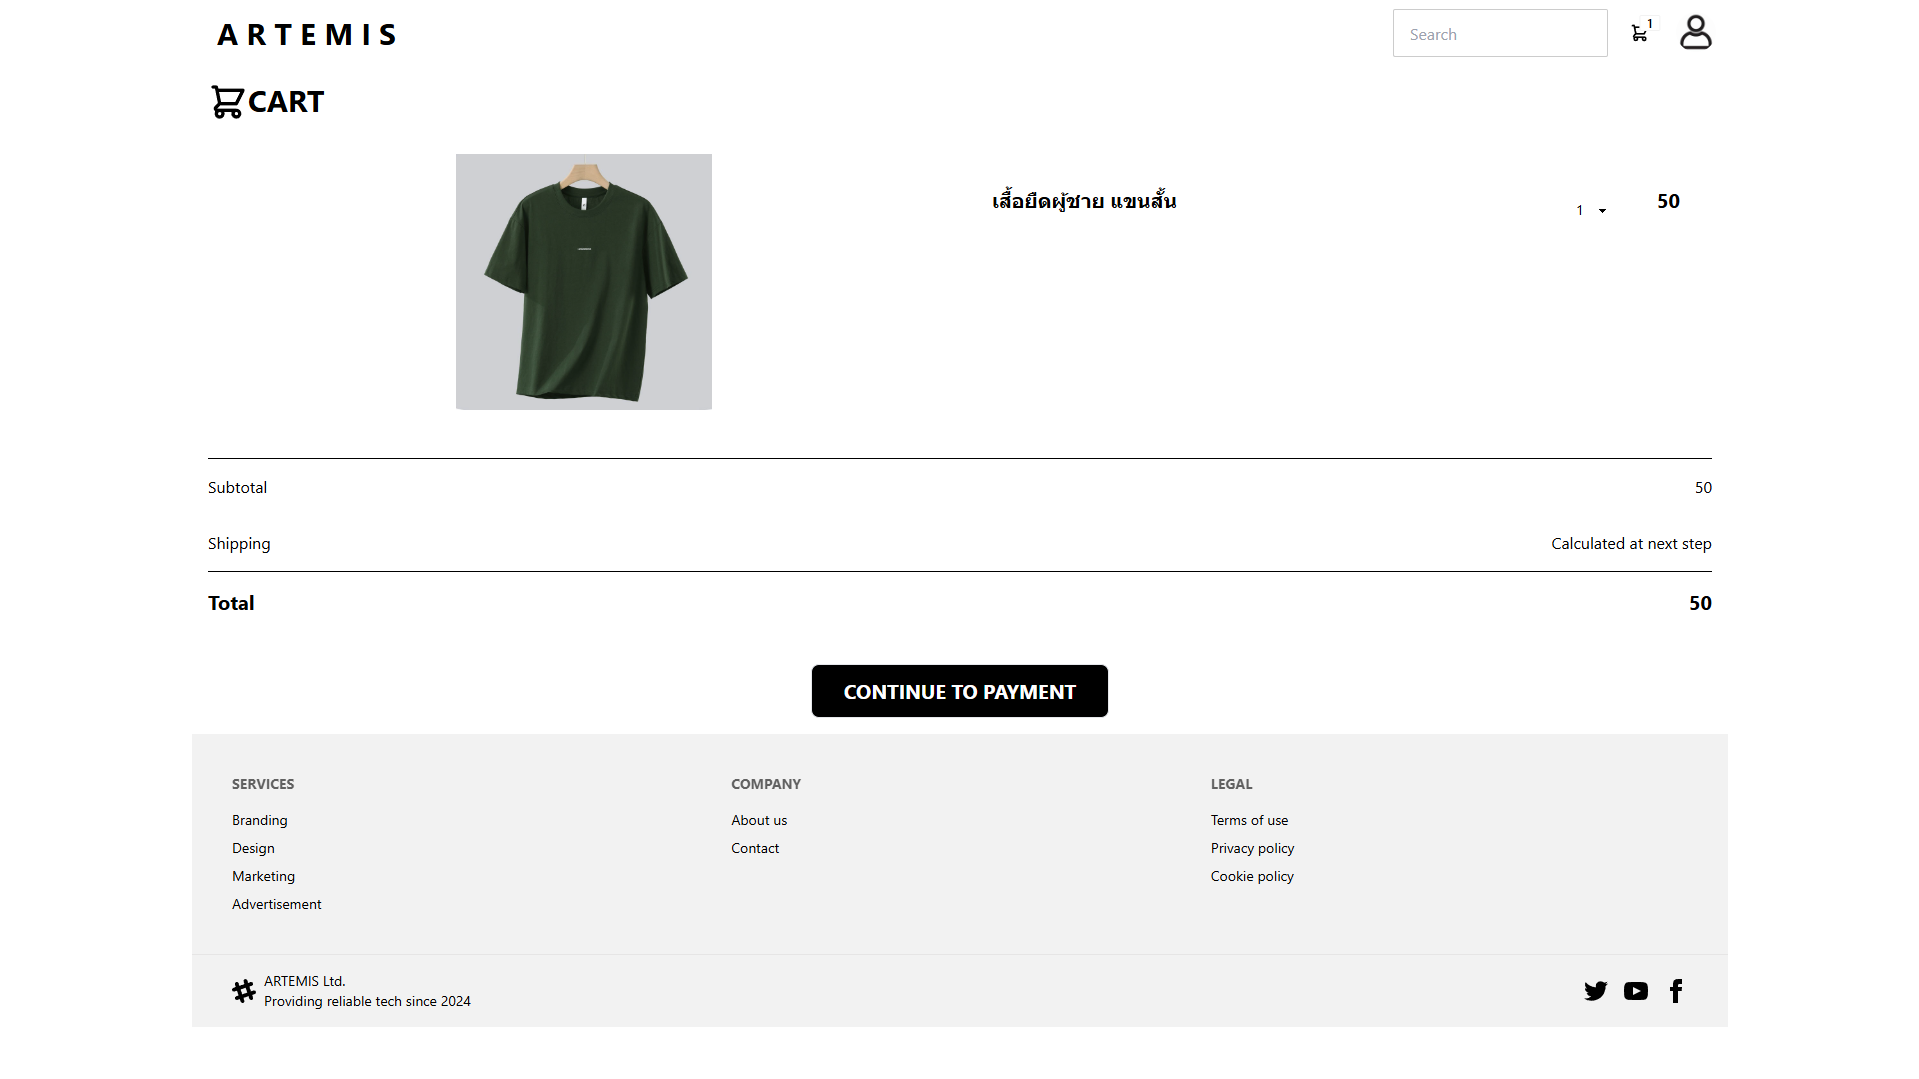 ARTEMIS
Search
1
CART
เสื้อยืดผู้ชาย แขนสั้น
1
50
Subtotal
50
Shipping
Calculated at next step
Total
50
CONTINUE TO PAYMENT
SERVICES
Branding
Design
Marketing
Advertisement
COMPANY
About us
Contact
LEGAL
Terms of use
Privacy policy
Cookie policy
ARTEMIS Ltd.
Providing reliable tech since 2024